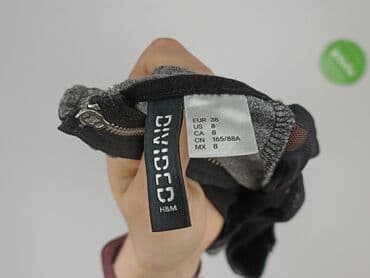 DIVIDED
H&M
EUR 38
US 8
CA 8
CN 165/88A
MX 8